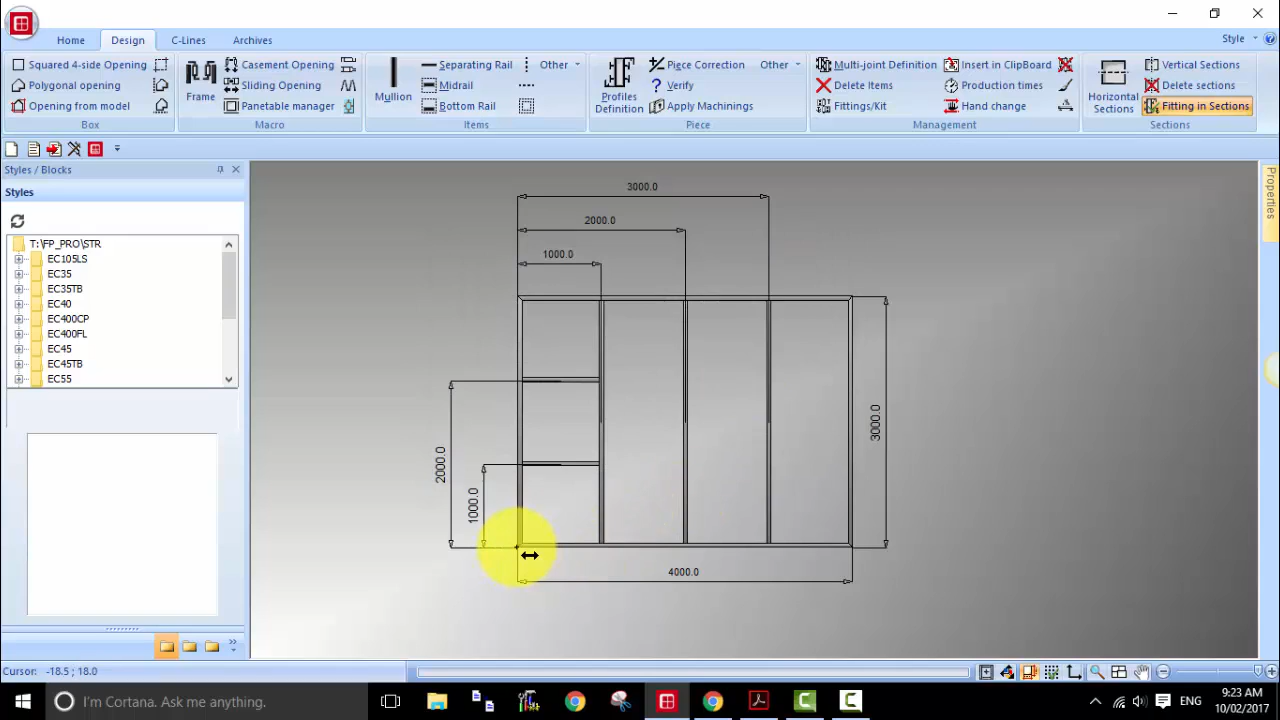 Home
Design
C-Lines
Archives
Style
Squared 4-side Opening
Polygonal opening
Opening from model
Box
Frame
Casement Opening
Sliding Opening
Panetable manager
Macro
Mullion
Separating Rail
Midrail
Bottom Rail
Other
Items
Profiles
Definition
Piece Correction
Verify
Apply Machinings
Other
Piece
Multi-joint Definition
Delete Items
Fittings/Kit
Insert in ClipBoard
Production times
Hand change
Management
Horizontal
Sections
Vertical Sections
Delete sections
Fitting in Sections
Sections
Styles / Blocks
Styles
T:\FP_PRO\STR
EC105LS
EC35
EC35TB
EC40
EC400CP
EC400FL
EC45
EC45TB
EC55
3000.0
2000.0
1000.0
2000.0
1000.0
3000.0
4000.0
Properties
Cursor: -18.5 ; 18.0
I'm Cortana. Ask me anything.
ENG
9:23 AM
10/02/2017